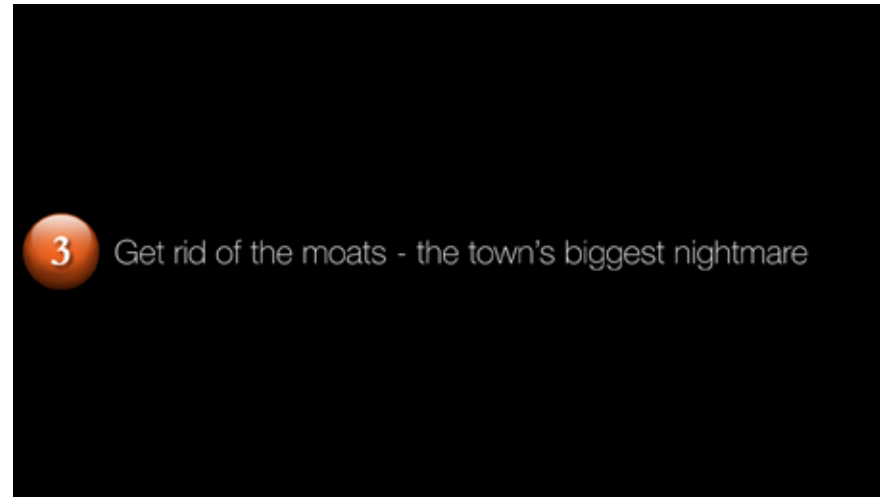 3 Get rid of the moats - the town's biggest nightmare